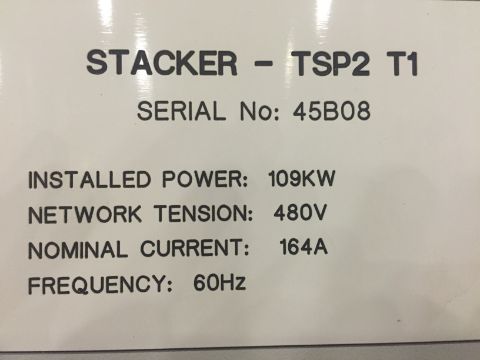 STACKER - TSP2 T1
SERIAL No: 45B08
INSTALLED POWER: 109KW
NETWORK TENSION: 480V
NOMINAL CURRENT: 164A
FREQUENCY: 60Hz